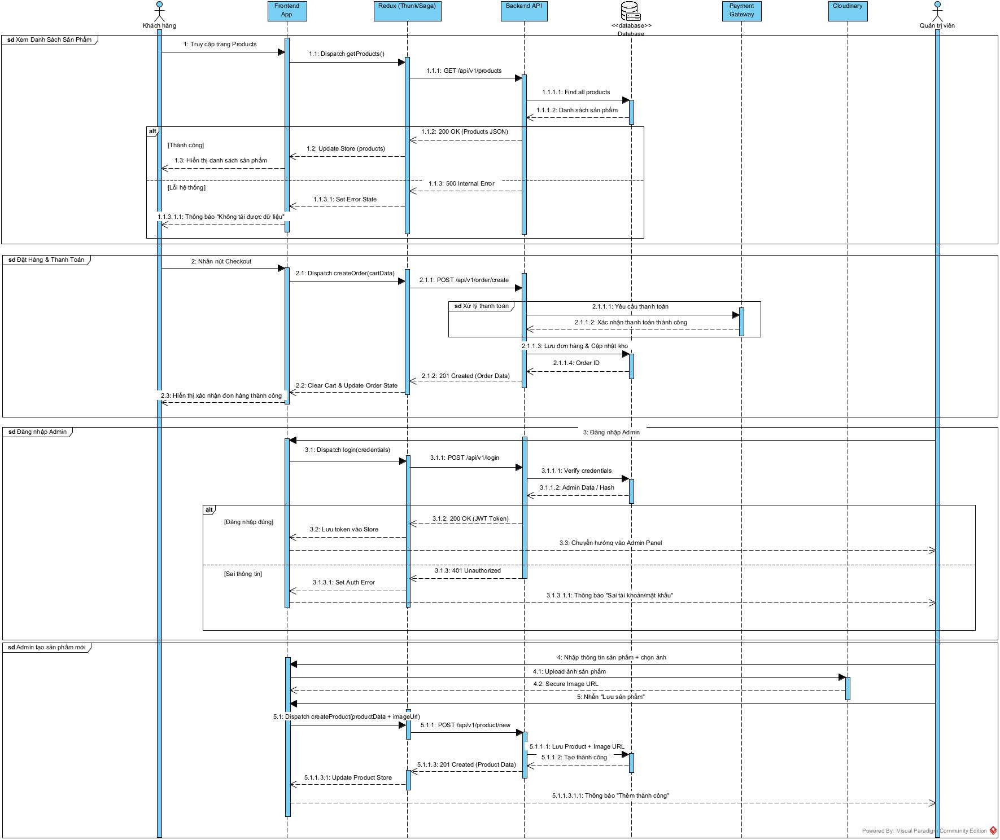 Khách hàng
Frontend
App
Redux (Thunk/Saga)
Backend API
<<database>>
Database
Payment
Gateway
Cloudinary
Quản trị viên
sd Xem Danh Sách Sản Phẩm
1: Truy cập trang Products
1.1: Dispatch getProducts()
1.1.1: GET /api/v1/products
1.1.1.1: Find all products
1.1.1.2: Danh sách sản phẩm
alt
1.1.2: 200 OK (Products JSON)
[Thành công]
1.2: Update Store (products)
1.3: Hiển thị danh sách sản phẩm
[Lỗi hệ thống]
1.1.3: 500 Internal Error
1.1.3.1: Set Error State
1.1.3.1.1: Thông báo "Không tải được dữ liệu"
sd Đặt Hàng & Thanh Toán
2: Nhấn nút Checkout
2.1: Dispatch createOrder(cartData)
2.1.1: POST /api/v1/order/create
sd Xử lý thanh toán
2.1.1.1: Yêu cầu thanh toán
2.1.1.2: Xác nhận thanh toán thành công
2.1.1.3: Lưu đơn hàng & Cập nhật kho
2.1.1.4: Order ID
2.1.2: 201 Created (Order Data)
2.2: Clear Cart & Update Order State
2.3: Hiển thị xác nhận đơn hàng thành công
sd Đăng nhập Admin
3: Đăng nhập Admin
3.1: Dispatch login(credentials)
3.1.1: POST /api/v1/login
3.1.1.1: Verify credentials
3.1.1.2: Admin Data / Hash
alt
[Đăng nhập đúng]
3.1.2: 200 OK (JWT Token)
3.2: Lưu token vào Store
3.3: Chuyển hướng vào Admin Panel
[Sai thông tin]
3.1.3: 401 Unauthorized
3.1.3.1: Set Auth Error
3.1.3.1.1: Thông báo "Sai tài khoản/mật khẩu"
sd Admin tạo sản phẩm mới
4: Nhập thông tin sản phẩm + chọn ảnh
4.1: Upload ảnh sản phẩm
4.2: Secure Image URL
5: Nhấn "Lưu sản phẩm"
5.1: Dispatch createProduct(productData + imageUrl)
5.1.1: POST /api/v1/product/new
5.1.1.1: Lưu Product + Image URL
5.1.1.2: Tạo thành công
5.1.1.3: 201 Created (Product Data)
5.1.1.3.1: Update Product Store
5.1.1.3.1.1: Thông báo "Thêm thành công"
Powered By Visual Paradigm Community Edition